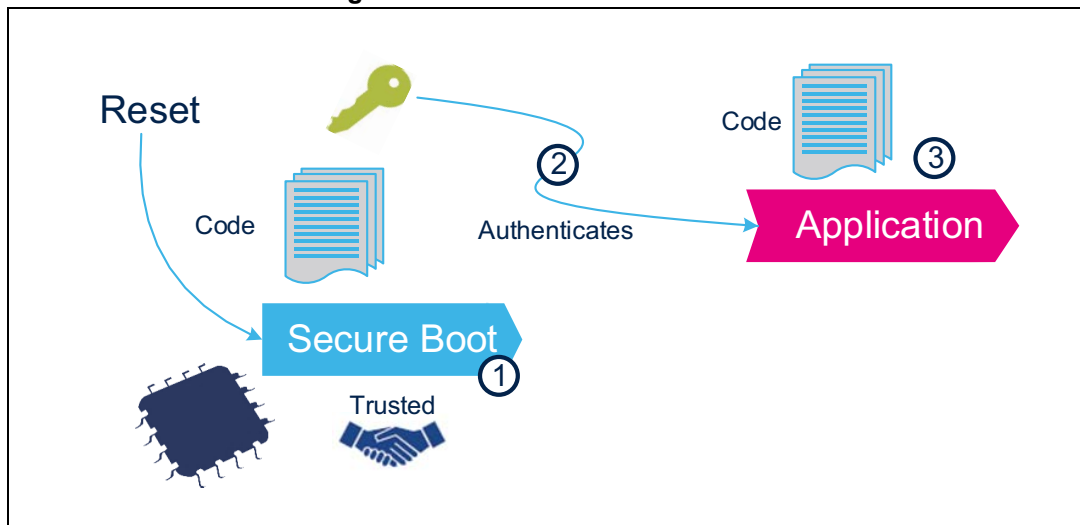 Reset
Code
Secure Boot
1
Trusted
2
Authenticates
Code
3
Application